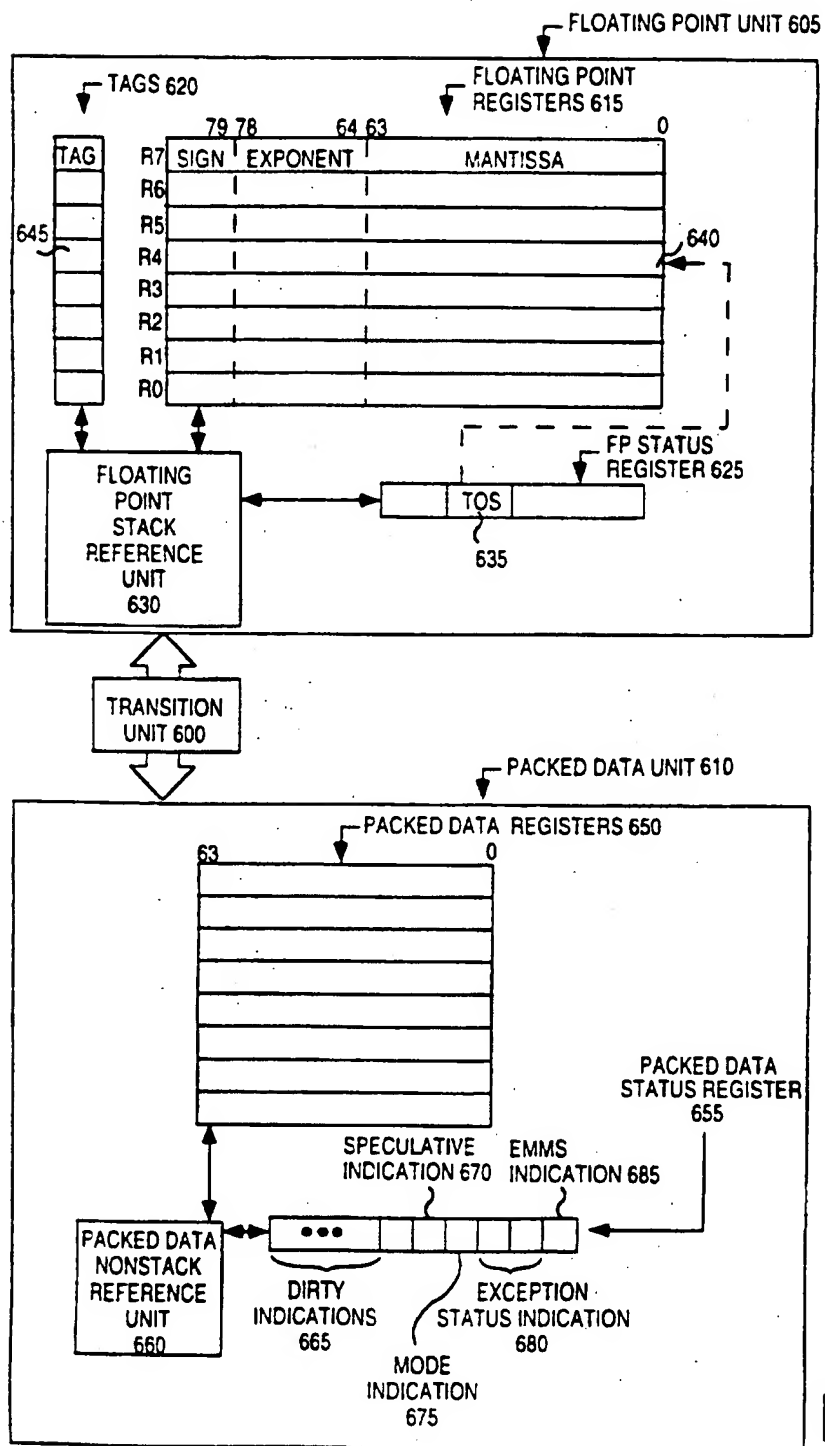 FLOATING POINT UNIT 605
TAGS 620
FLOATING POINT
REGISTERS 615
79 78 64 63 0
TAG R7 SIGN EXPONENT MANTISSA
R6
R5
645
640
R4
R3
R2
R1
R0
FP STATUS
REGISTER 625
FLOATING
POINT
STACK
REFERENCE
UNIT
630
TOS
635
TRANSITION
UNIT 600
PACKED DATA UNIT 610
PACKED DATA REGISTERS 650
63 0
PACKED DATA
STATUS REGISTER
655
SPECULATIVE
INDICATION 670
EMMS
INDICATION 685
PACKED DATA
NONSTACK
REFERENCE
UNIT
660
DIRTY
INDICATIONS
665
EXCEPTION
STATUS INDICATION
680
MODE
INDICATION
675